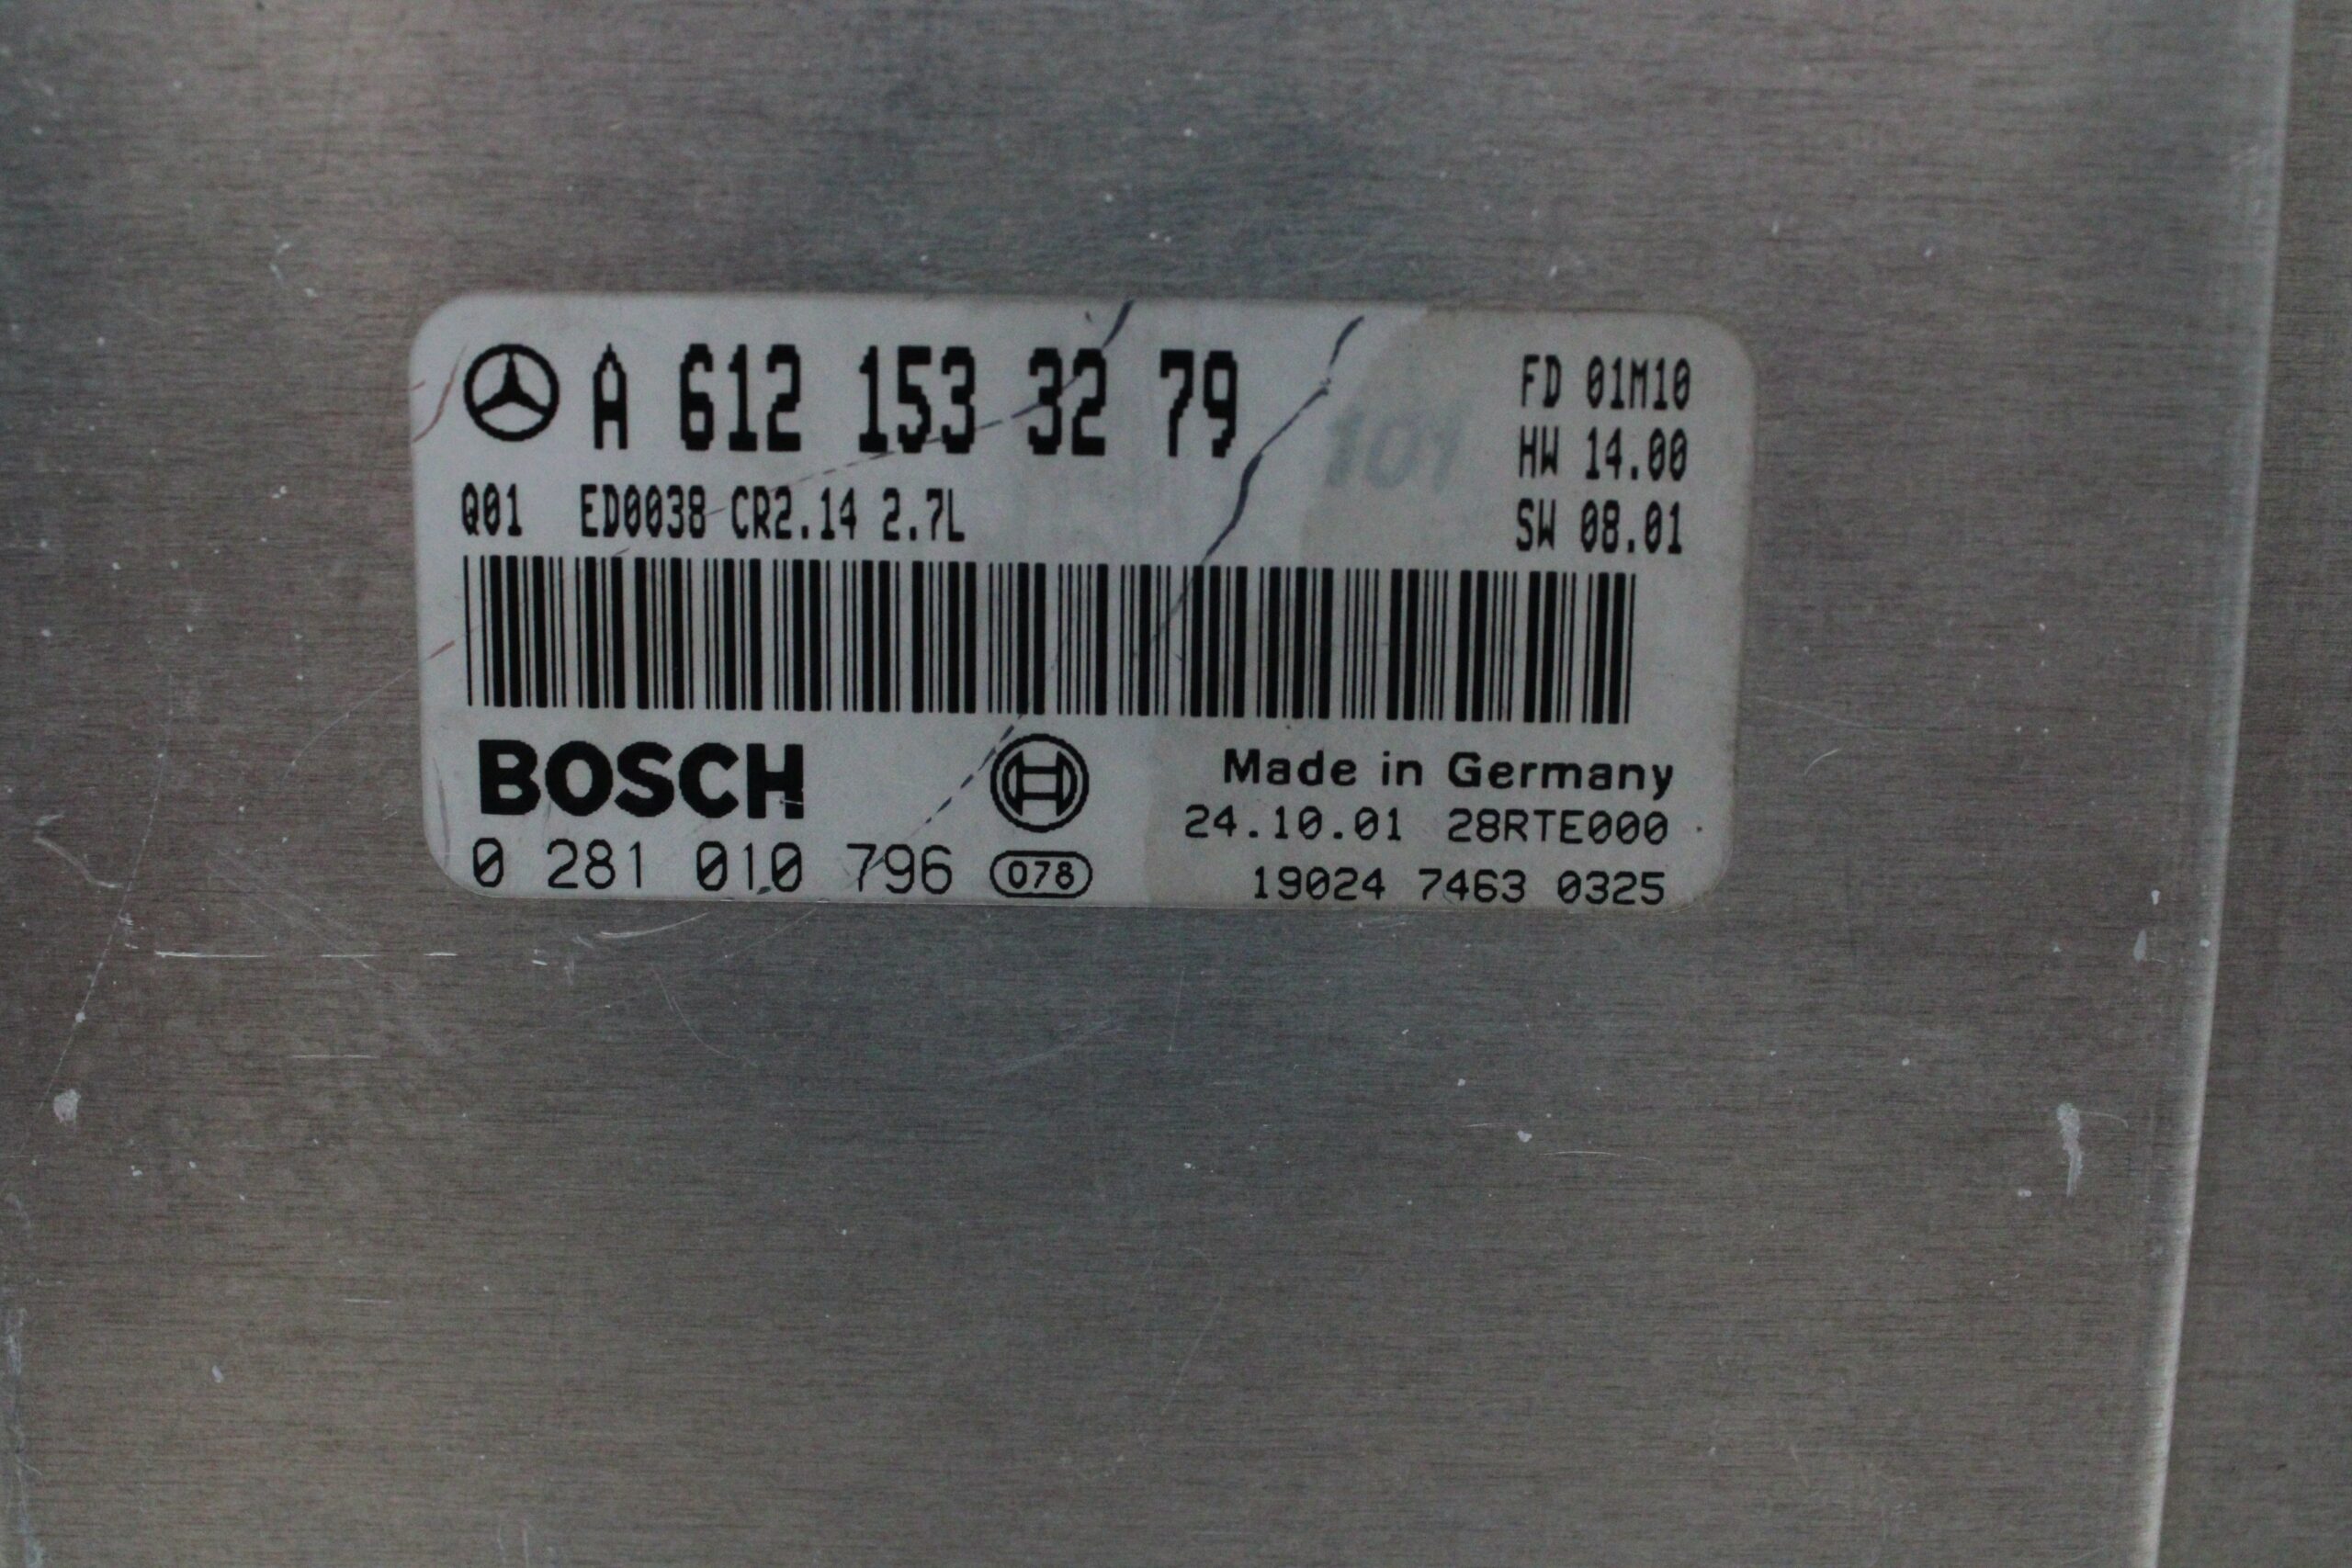 A 612 153 32 79
FD 01M10
HW 14.00
SW 08.01
101
Q01 ED0038 CR2.14 2.7L
BOSCH
Made in Germany
24.10.01 28RTE000
0 281 010 796 078
19024 7463 0325